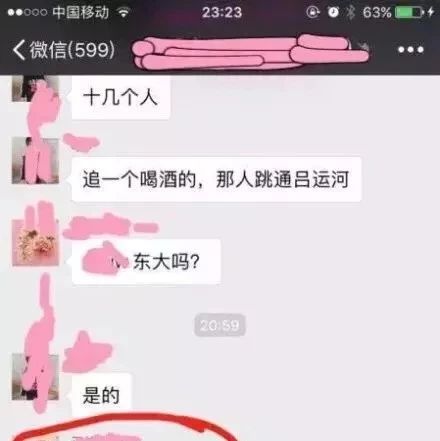 中国移动 23:23 63%
微信(599)
十几个人
追一个喝酒的，那人跳通吕运河
东大吗？
20:59
是的